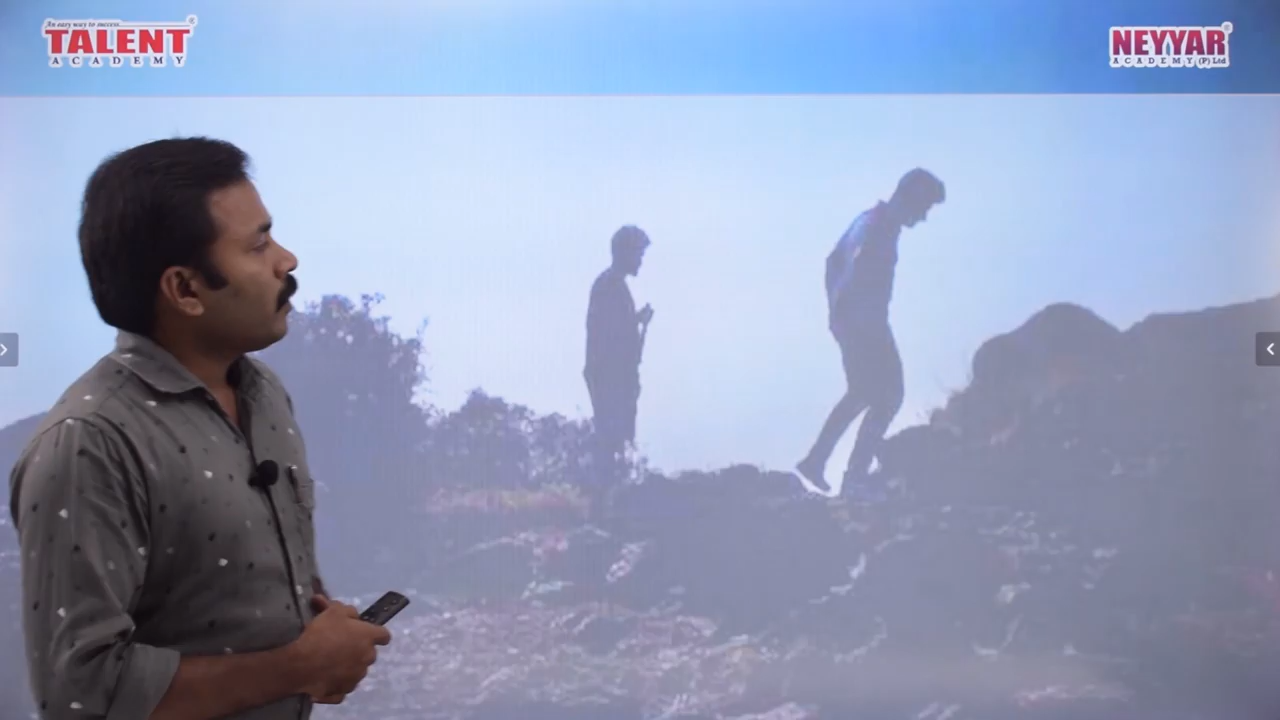 An easy way to success
TALENT
ACADEMY
NEYYAR
ACADEMY (P) Ltd